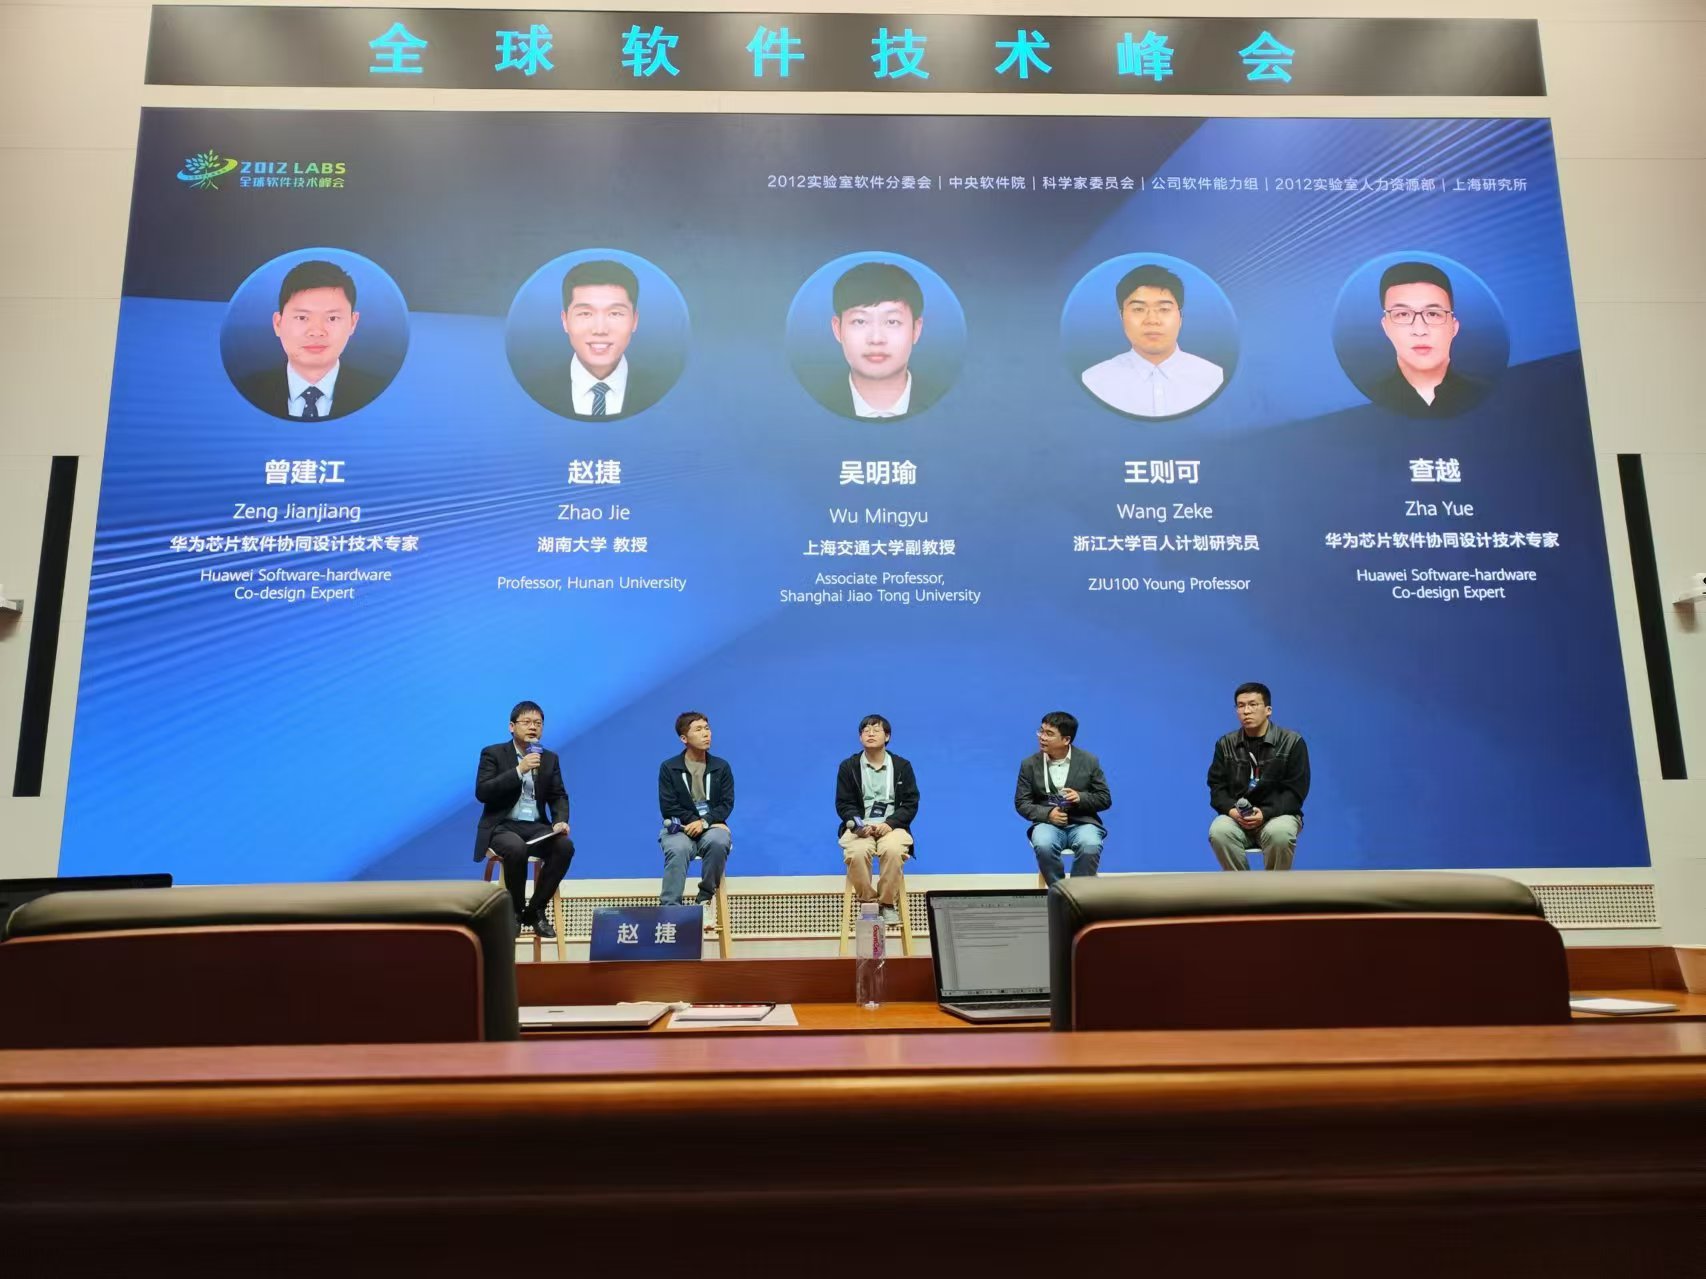 全球软件技术峰会
2012 LABS
全球软件技术峰会
2012实验室软件分委会 | 中央软件院 | 科学家委员会 | 公司软件能力组 | 2012实验室人力资源部 | 上海研究所
曾建江
Zeng Jianjiang
华为芯片软件协同设计技术专家
Huawei Software-hardware
Co-design Expert
赵捷
Zhao Jie
湖南大学 教授
Professor, Hunan University
吴明瑜
Wu Mingyu
上海交通大学副教授
Associate Professor,
Shanghai Jiao Tong University
王则可
Wang Zeke
浙江大学百人计划研究员
ZJU100 Young Professor
查越
Zha Yue
华为芯片软件协同设计技术专家
Huawei Software-hardware
Co-design Expert
赵捷